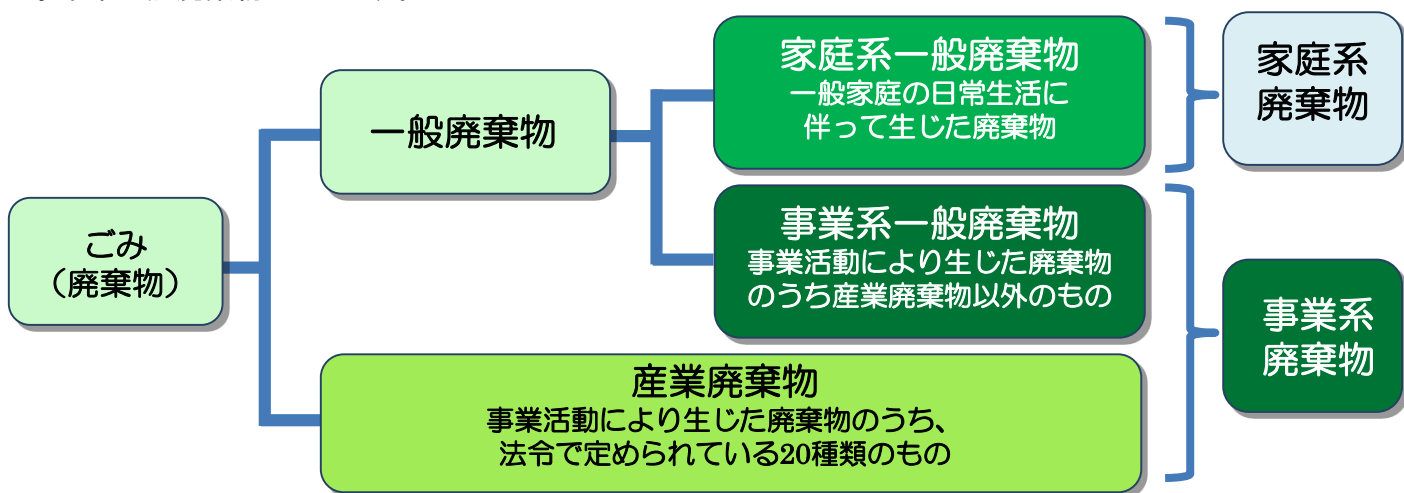 ごみ
（廃棄物）
一般廃棄物
家庭系一般廃棄物
一般家庭の日常生活に
伴って生じた廃棄物
事業系一般廃棄物
事業活動により生じた廃棄物
のうち産業廃棄物以外のもの
産業廃棄物
事業活動により生じた廃棄物のうち、
法令で定められている20種類のもの
家庭系
廃棄物
事業系
廃棄物